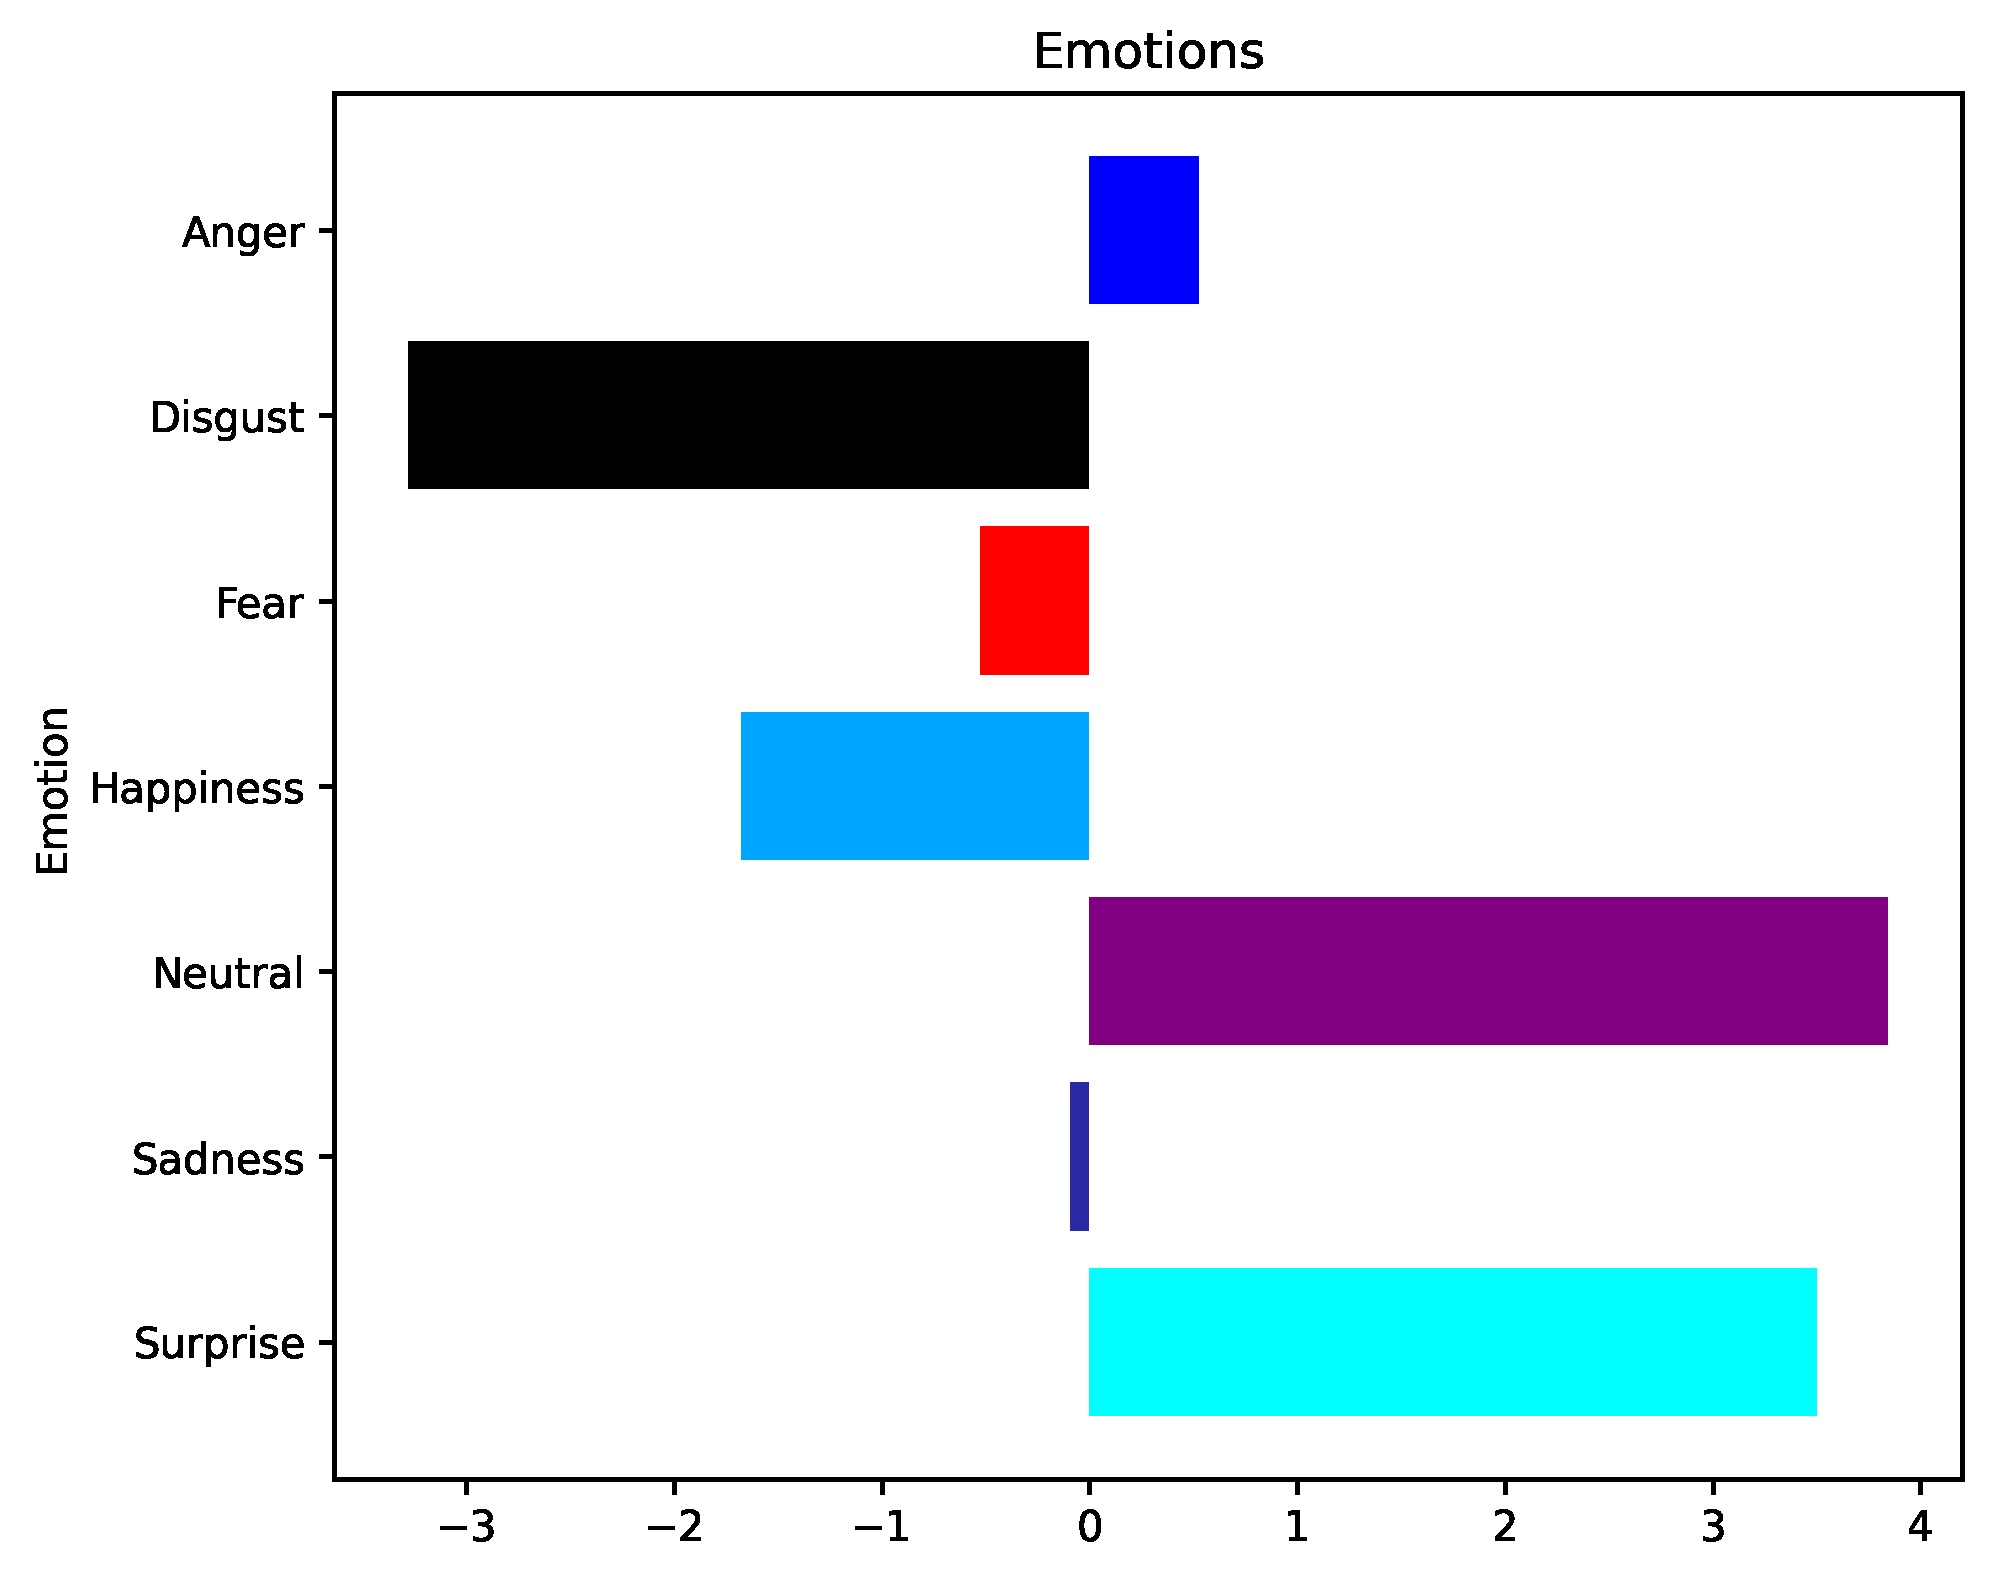 Emotions
Anger
Disgust
Fear
Happiness
Neutral
Sadness
Surprise
Emotion
−3 −2 −1 0 1 2 3 4